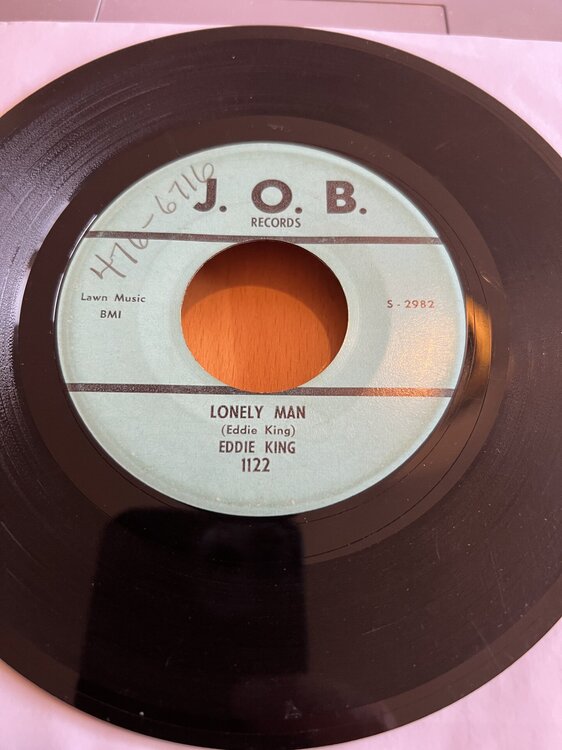 476-6716
J. O. B.
RECORDS
Lawn Music
BMI
S-2982
LONELY MAN
(Eddie King)
EDDIE KING
1122